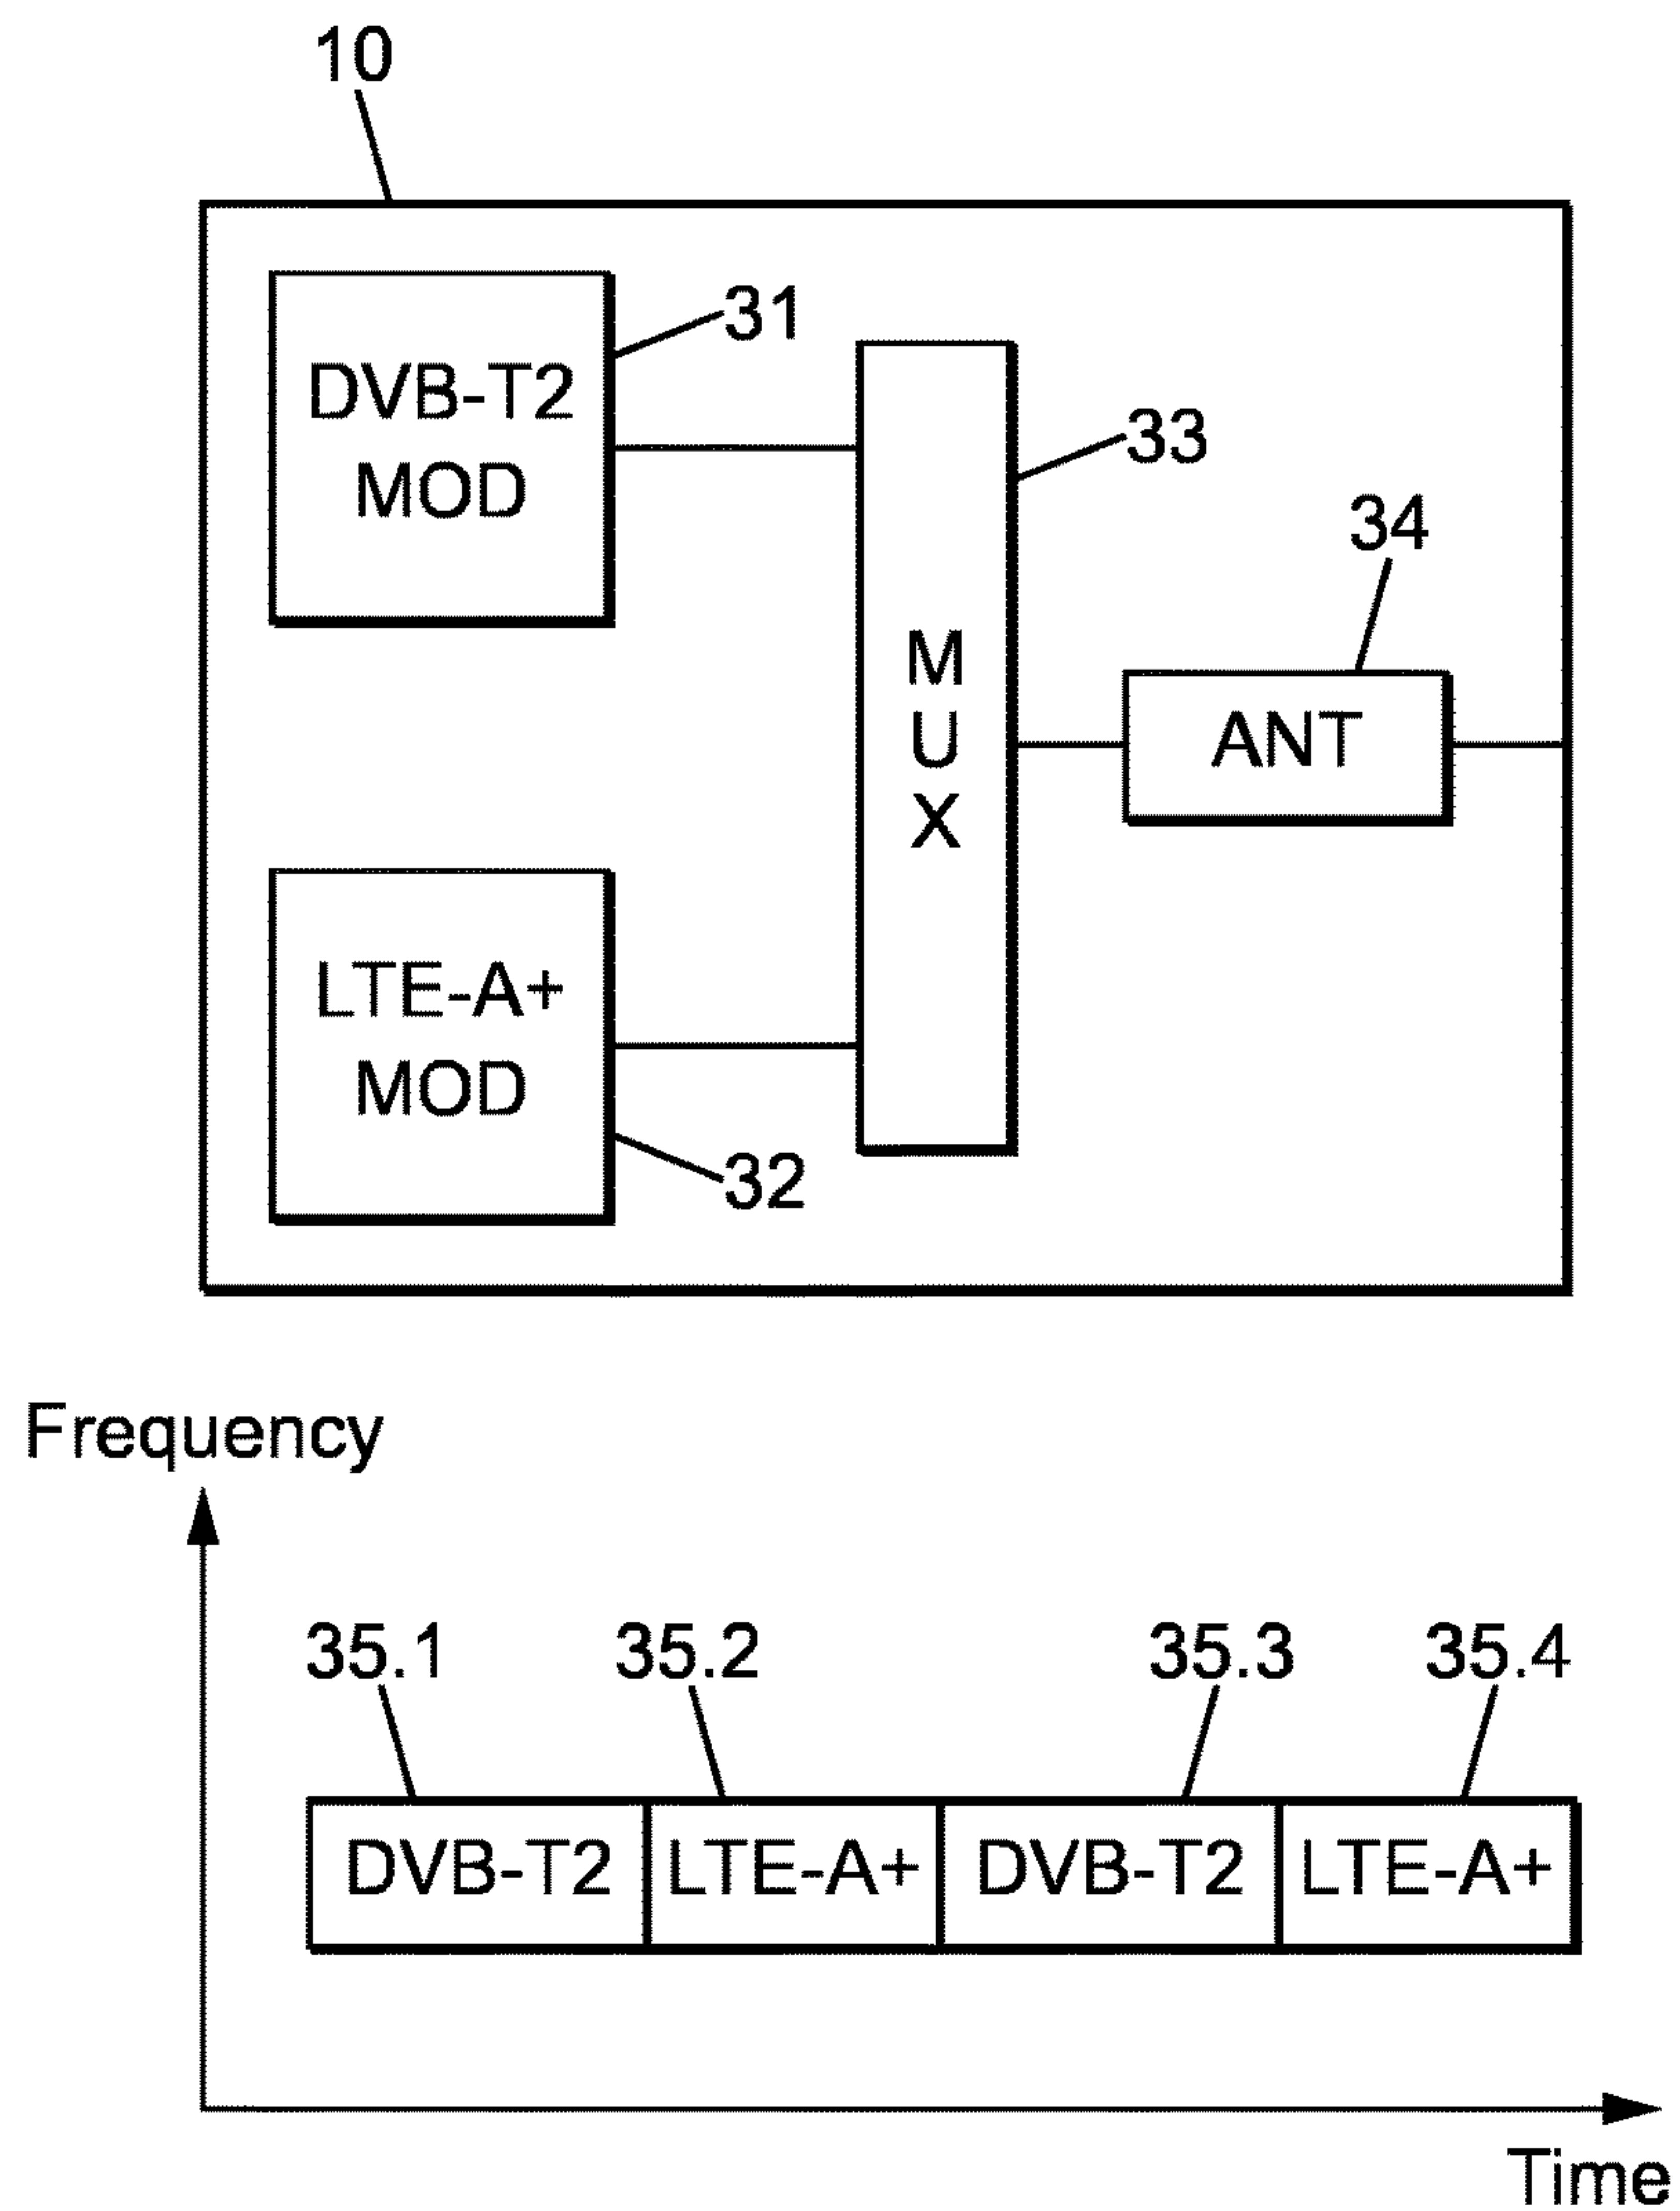 10
31
DVB-T2
MOD
33
34
M
U
X
ANT
LTE-A+
MOD
32
Frequency
35.1 35.2 35.3 35.4
DVB-T2 LTE-A+ DVB-T2 LTE-A+
Time